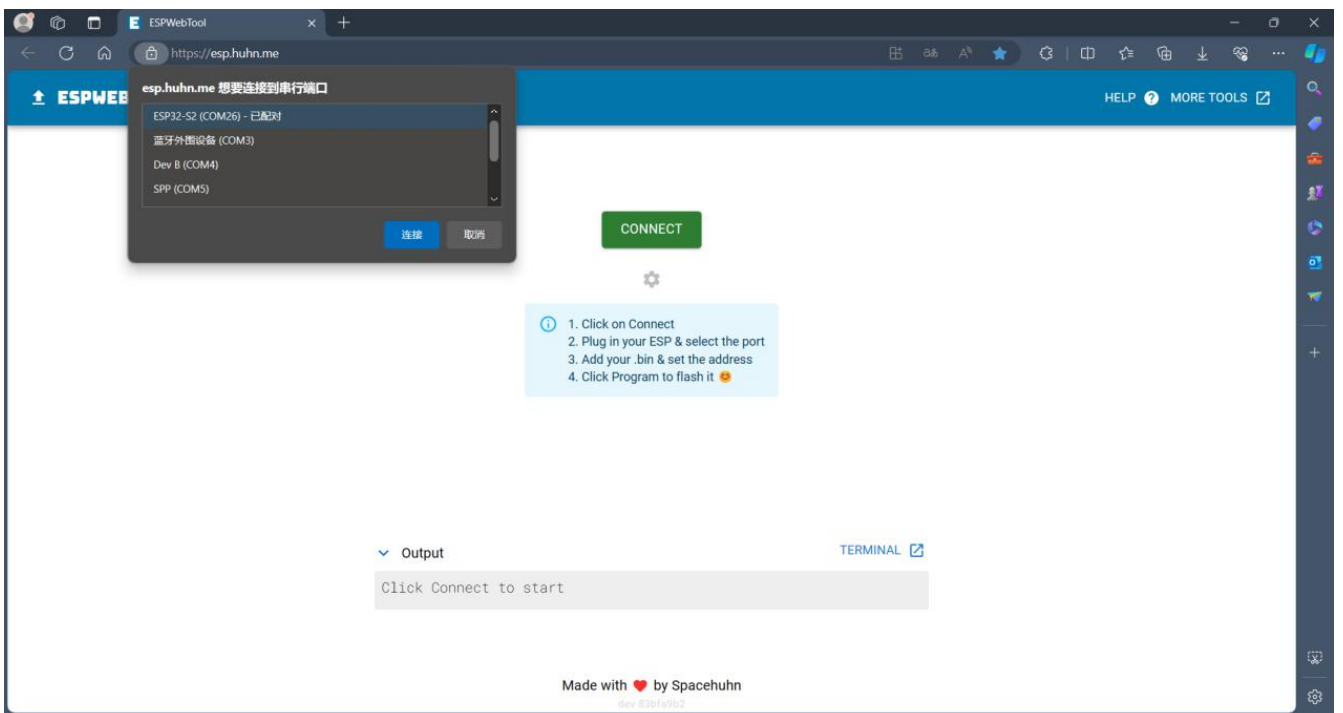 ESPWebTool
https://esp.huhn.me
esp.huhn.me 想要连接到串行端口
ESP32-S2 (COM26) - 已配对
蓝牙外围设备 (COM3)
Dev B (COM4)
SPP (COM5)
连接
取消
ESPWEB
HELP
MORE TOOLS
CONNECT
1. Click on Connect
2. Plug in your ESP & select the port
3. Add your .bin & set the address
4. Click Program to flash it 😊
Output
TERMINAL
Click Connect to start
Made with ❤ by Spacehuhn
dev 83bfa9b2